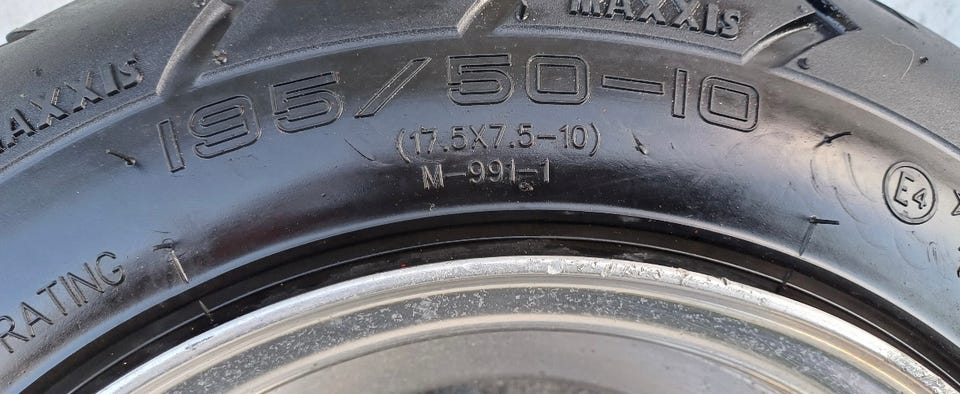 MAXXIS
MAXXIS
195/50-10
(17.5X7.5-10)
M-991-1
E4
RATING